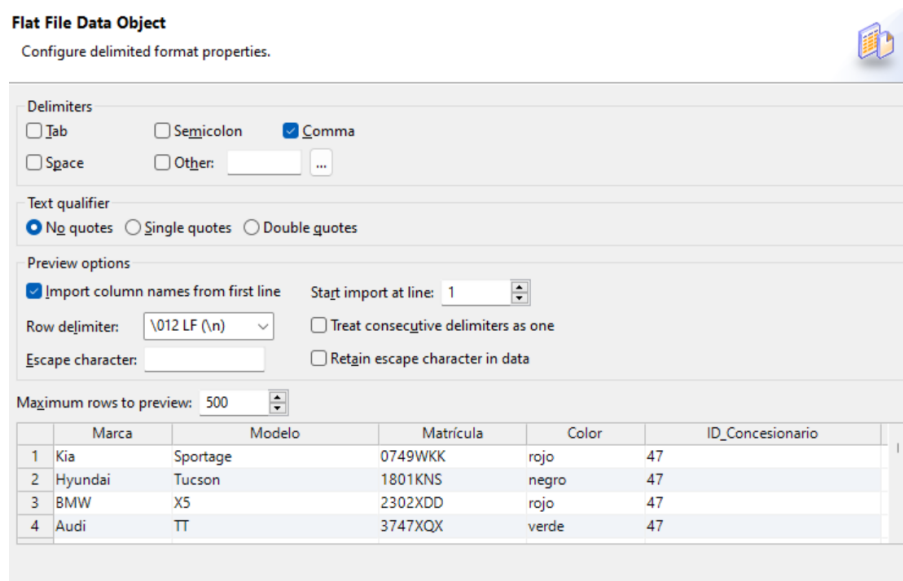 Flat File Data Object
Configure delimited format properties.
Delimiters
Tab Semicolon Comma
Space Other: ...
Text qualifier
No quotes Single quotes Double quotes
Preview options
Import column names from first line Start import at line: 1
Row delimiter: \012 LF (\n) Treat consecutive delimiters as one
Escape character: Retain escape character in data
Maximum rows to preview: 500
Marca Modelo Matrícula Color ID_Concesionario
1 Kia Sportage 0749WKK rojo 47
2 Hyundai Tucson 1801KNS negro 47
3 BMW X5 2302XDD rojo 47
4 Audi TT 3747XQX verde 47